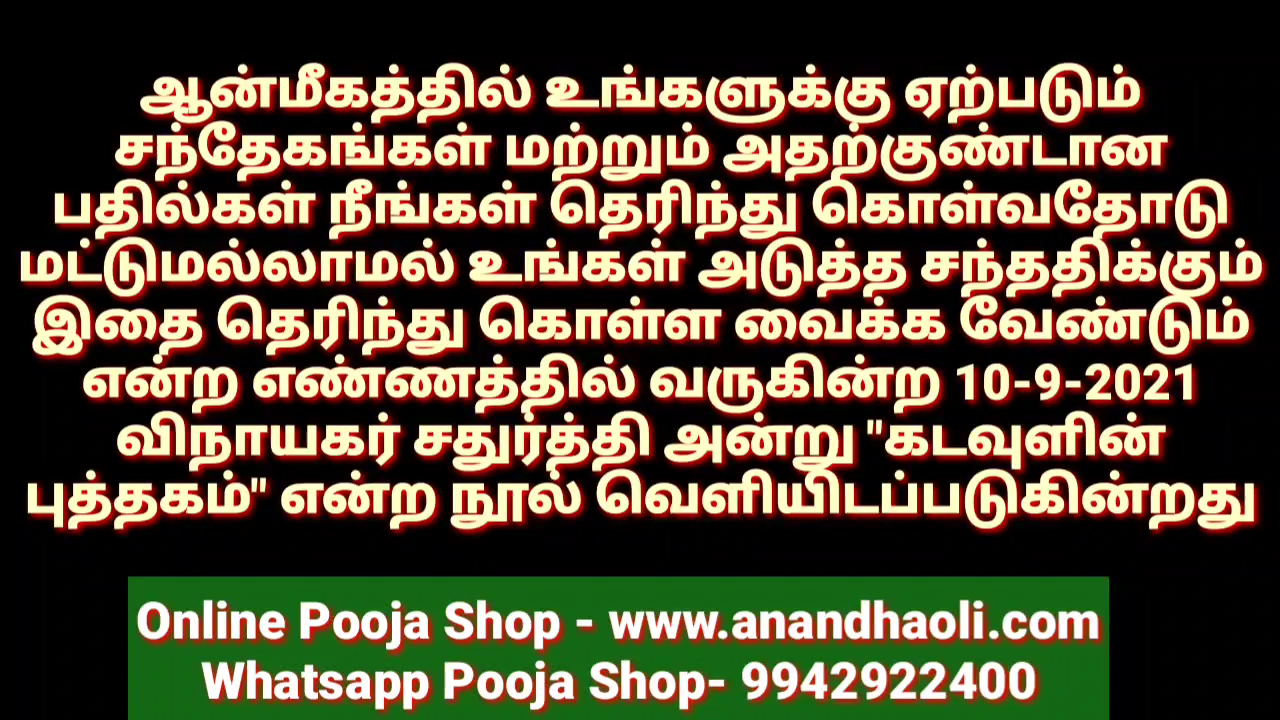 ஆன்மீகத்தில் உங்களுக்கு ஏற்படும்
சந்தேகங்கள் மற்றும் அதற்குண்டான
பதில்கள் நீங்கள் தெரிந்து கொள்வதோடு
மட்டுமல்லாமல் உங்கள் அடுத்த சந்ததிக்கும்
இதை தெரிந்து கொள்ள வைக்க வேண்டும்
என்ற எண்ணத்தில் வருகின்ற 10-9-2021
விநாயகர் சதுர்த்தி அன்று "கடவுளின்
புத்தகம்" என்ற நூல் வெளியிடப்படுகின்றது
Online Pooja Shop - www.anandhaoli.com
Whatsapp Pooja Shop- 9942922400